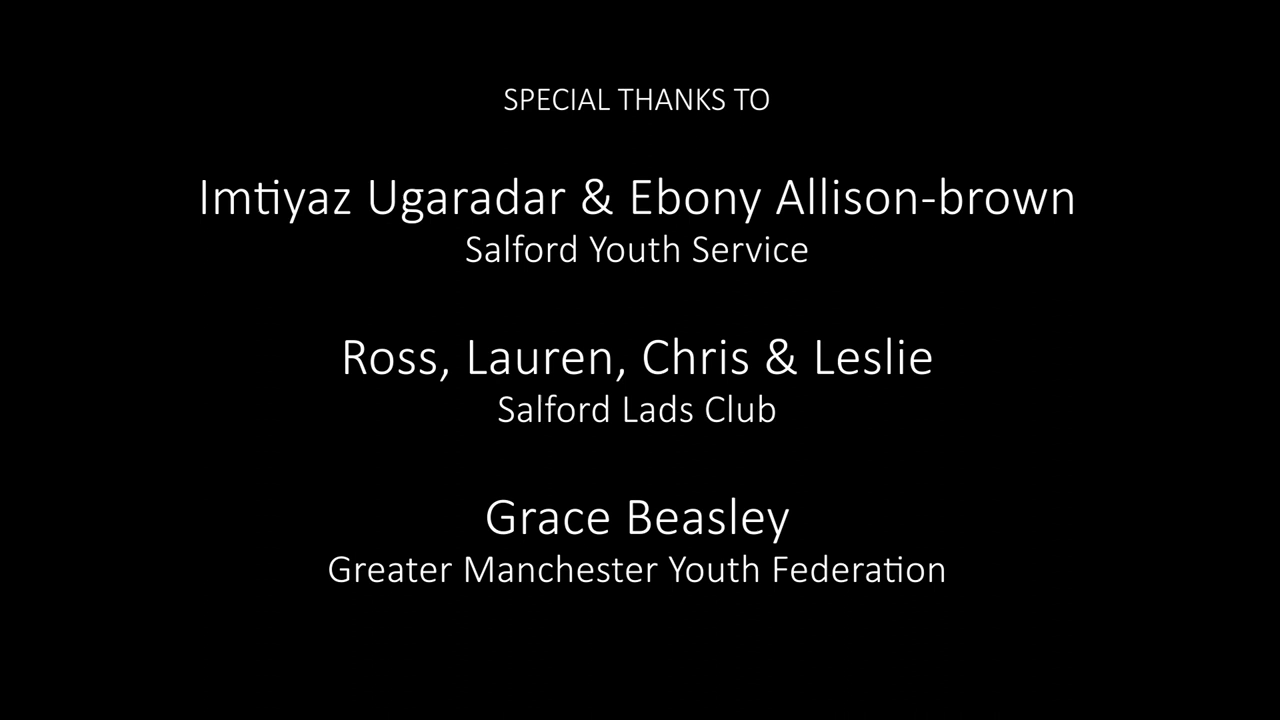 SPECIAL THANKS TO
Imtiyaz Ugaradar & Ebony Allison-brown
Salford Youth Service
Ross, Lauren, Chris & Leslie
Salford Lads Club
Grace Beasley
Greater Manchester Youth Federation